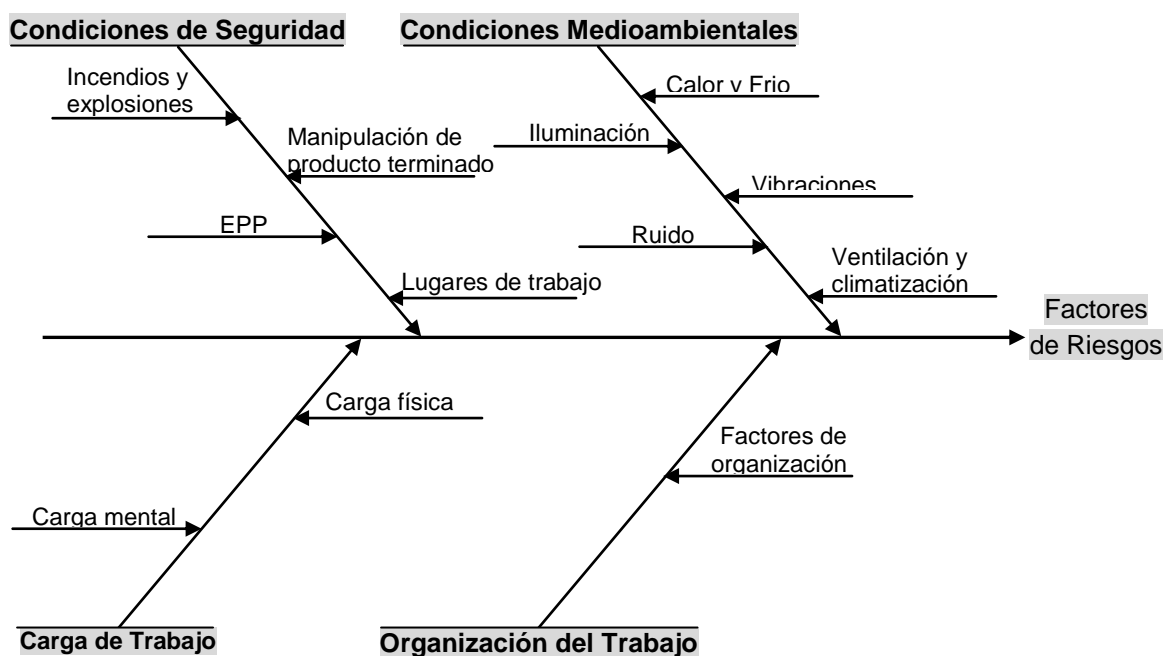 Condiciones de Seguridad
Condiciones Medioambientales
Incendios y
explosiones
Calor y Frio
Iluminación
Manipulación de
producto terminado
Vibraciones
EPP
Ruido
Ventilación y
climatización
Lugares de trabajo
Factores
de Riesgos
Carga física
Factores de
organización
Carga mental
Carga de Trabajo
Organización del Trabajo